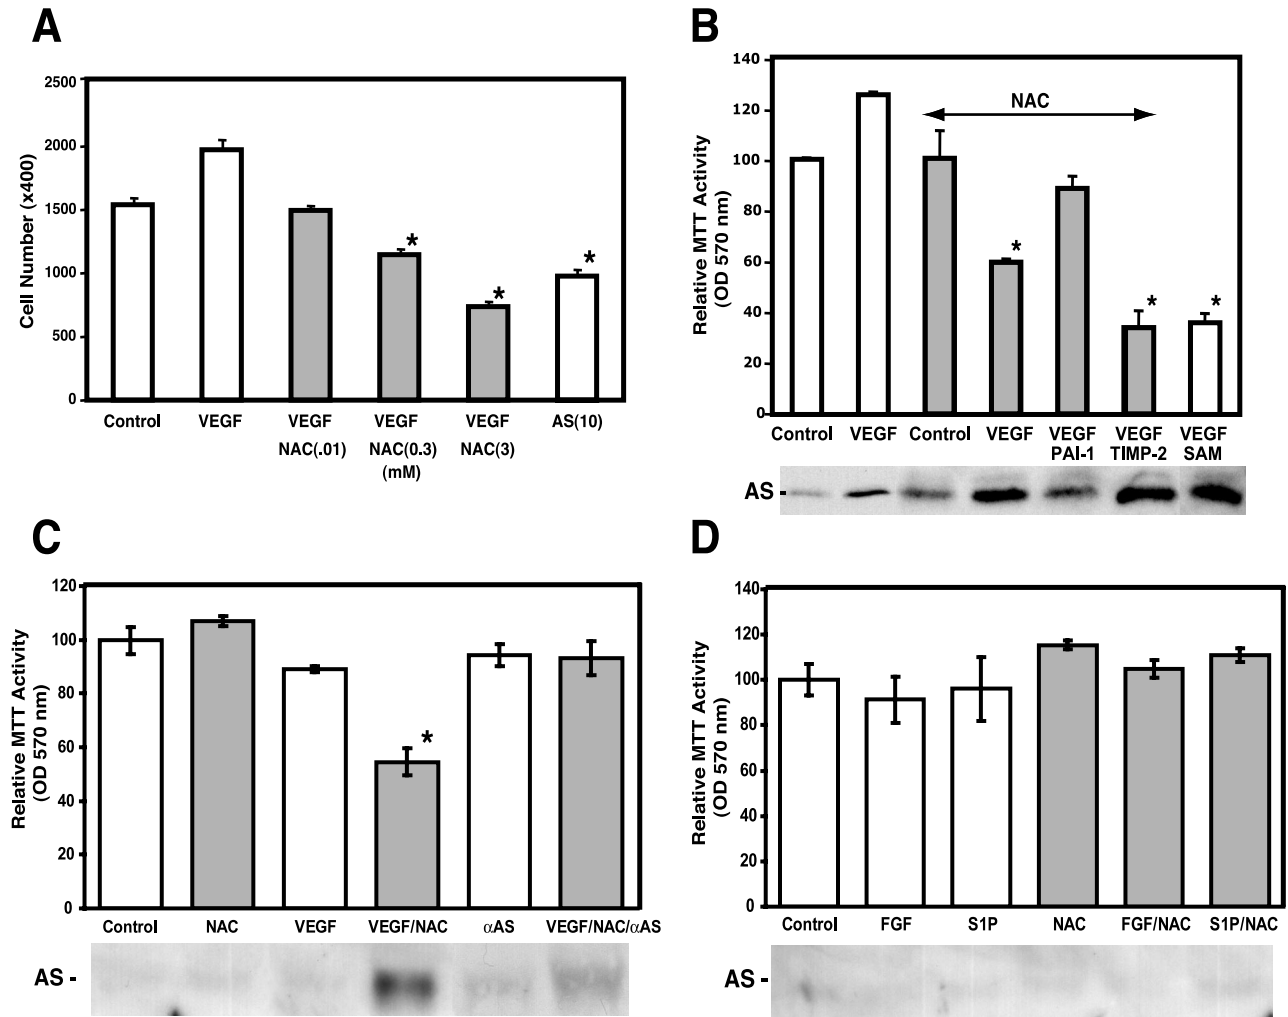 A
Cell Number (x400)
2500
2000
1500
1000
500
0
*
*
*
Control VEGF VEGF VEGF VEGF AS(10)
NAC(.01) NAC(0.3) NAC(3)
(mM)
B
Relative MTT Activity
(OD 570 nm)
140
120
100
80
60
40
20
0
NAC
*
*
*
Control VEGF Control VEGF VEGF VEGF VEGF
PAI-1 TIMP-2 SAM
AS-
C
Relative MTT Activity
(OD 570 nm)
120
100
80
60
40
20
0
*
Control NAC VEGF VEGF/NAC αAS VEGF/NAC/αAS
AS -
D
Relative MTT Activity
(OD 570 nm)
140
120
100
80
60
40
20
0
Control FGF S1P NAC FGF/NAC S1P/NAC
AS -